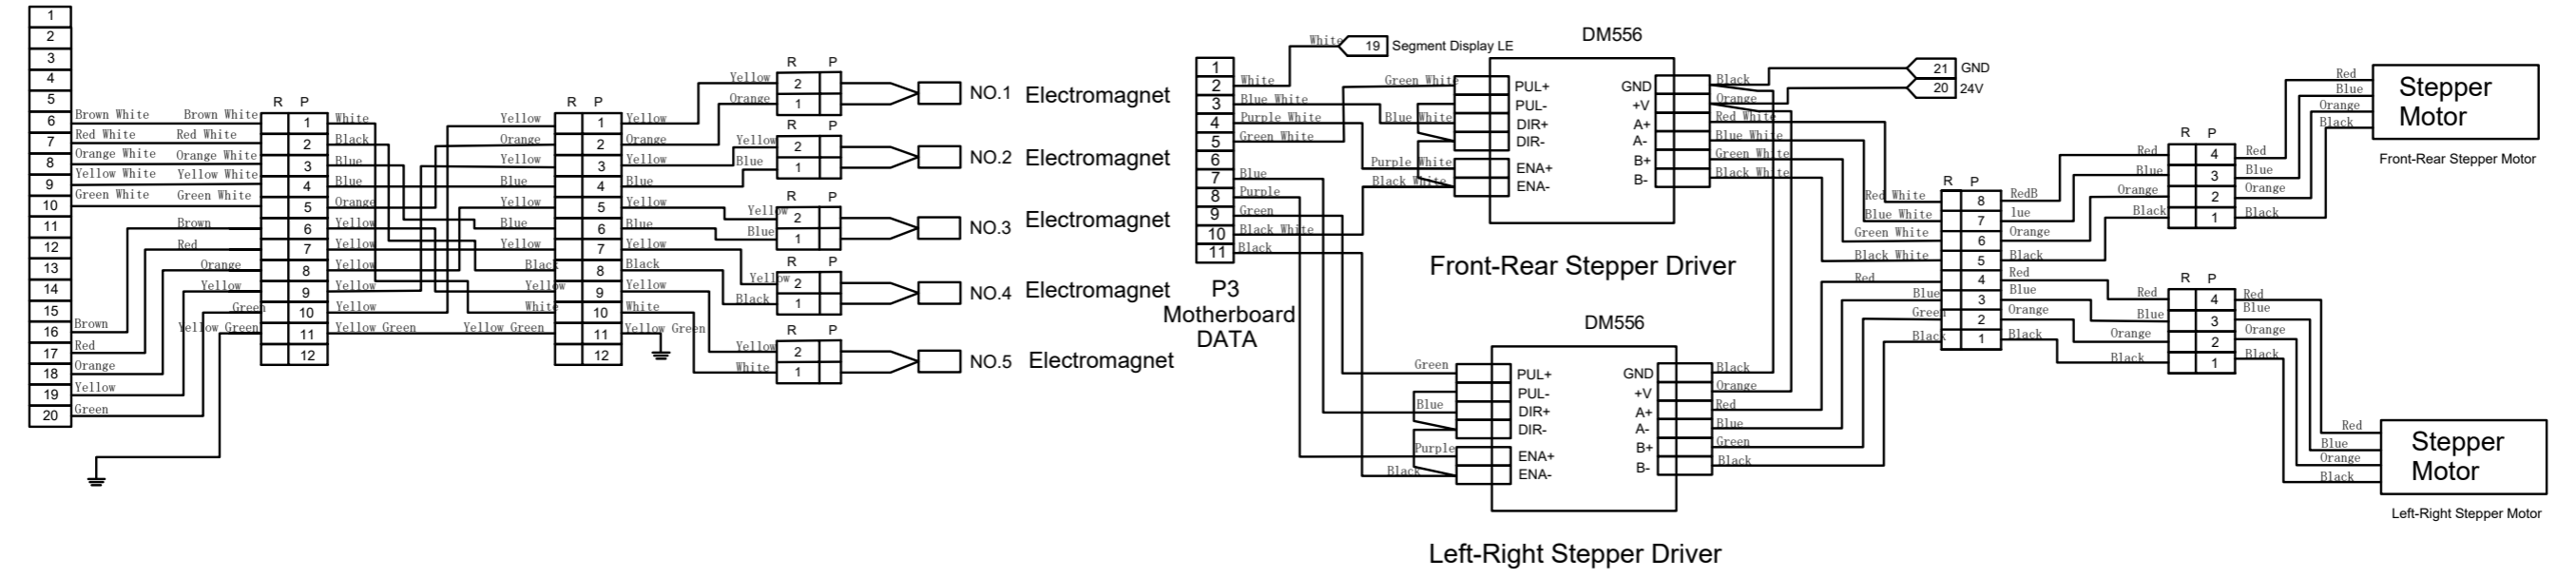 1
2
3
4
5
6
7
8
9
10
11
12
13
14
15
16
17
18
19
20
Brown White
Red White
Orange White
Yellow White
Green White
Brown
Red
Orange
Yellow
Green
Brown White
Red White
Orange White
Yellow White
Green White
Brown
Red
Orange
Yellow
Green
Yellow Green
R P
1
2
3
4
5
6
7
8
9
10
11
12
White
Black
Blue
Blue
Orange
Yellow
Yellow
Yellow
Yellow
Yellow
Yellow Green
Yellow
Orange
Yellow
Blue
Yellow
Blue
Yellow
Black
Yellow
White
Yellow Green
R P
1
2
3
4
5
6
7
8
9
10
11
12
Yellow
Orange
Yellow
Blue
Yellow
Blue
Yellow
Black
Yellow
White
Yellow Green
R P
Yellow 2
Orange 1
NO.1 Electromagnet
R P
Yellow 2
Blue 1
NO.2 Electromagnet
R P
Yellow 2
Blue 1
NO.3 Electromagnet
R P
Yellow 2
Black 1
NO.4 Electromagnet
R P
Yellow 2
White 1
NO.5 Electromagnet
1
2
3
4
5
6
7
8
9
10
11
White
Blue White
Purple White
Green White
Blue
Purple
Green
Black White
Black
P3
Motherboard
DATA
White 19 Segment Display LE
Green White
Blue White
Purple White
Black White
DM556
PUL+
PUL-
DIR+
DIR-
ENA+
ENA-
GND
+V
A+
A-
B+
B-
Black
Orange
Red White
Blue White
Green White
Black White
21 GND
20 24V
Front-Rear Stepper Driver
DM556
Green
Blue
Purple
Black
PUL+
PUL-
DIR+
DIR-
ENA+
ENA-
GND
+V
A+
A-
B+
B-
Black
Orange
Red
Blue
Green
Black
Left-Right Stepper Driver
R P
Red White
Blue White
Green White
Black White
Red
Blue
Green
Black
8
7
6
5
4
3
2
1
RedB
lue
Orange
Black
Red
Blue
Orange
Black
R P
Red 4 Red
Blue 3 Blue
Orange 2 Orange
Black 1 Black
Red
Blue
Orange
Black
Stepper
Motor
Front-Rear Stepper Motor
R P
Red 4 Red
Blue 3 Blue
Orange 2 Orange
Black 1 Black
Red
Blue
Orange
Black
Stepper
Motor
Left-Right Stepper Motor